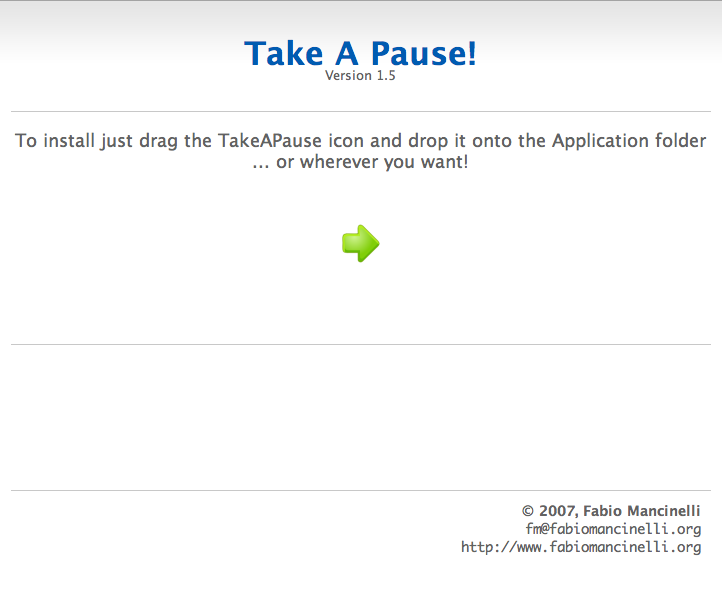 Take A Pause!
Version 1.5
To install just drag the TakeAPause icon and drop it onto the Application folder
... or wherever you want!
© 2007, Fabio Mancinelli
fm@fabiomancinelli.org
http://www.fabiomancinelli.org